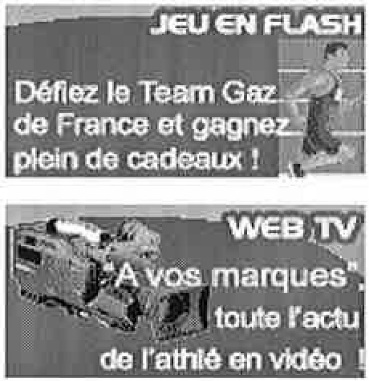 JEU EN FLASH
Défiez le Team Gaz
de France et gagnez
plein de cadeaux !
WEB TV
"A vos marques",
toute l'actu
de l'athlé en vidéo !